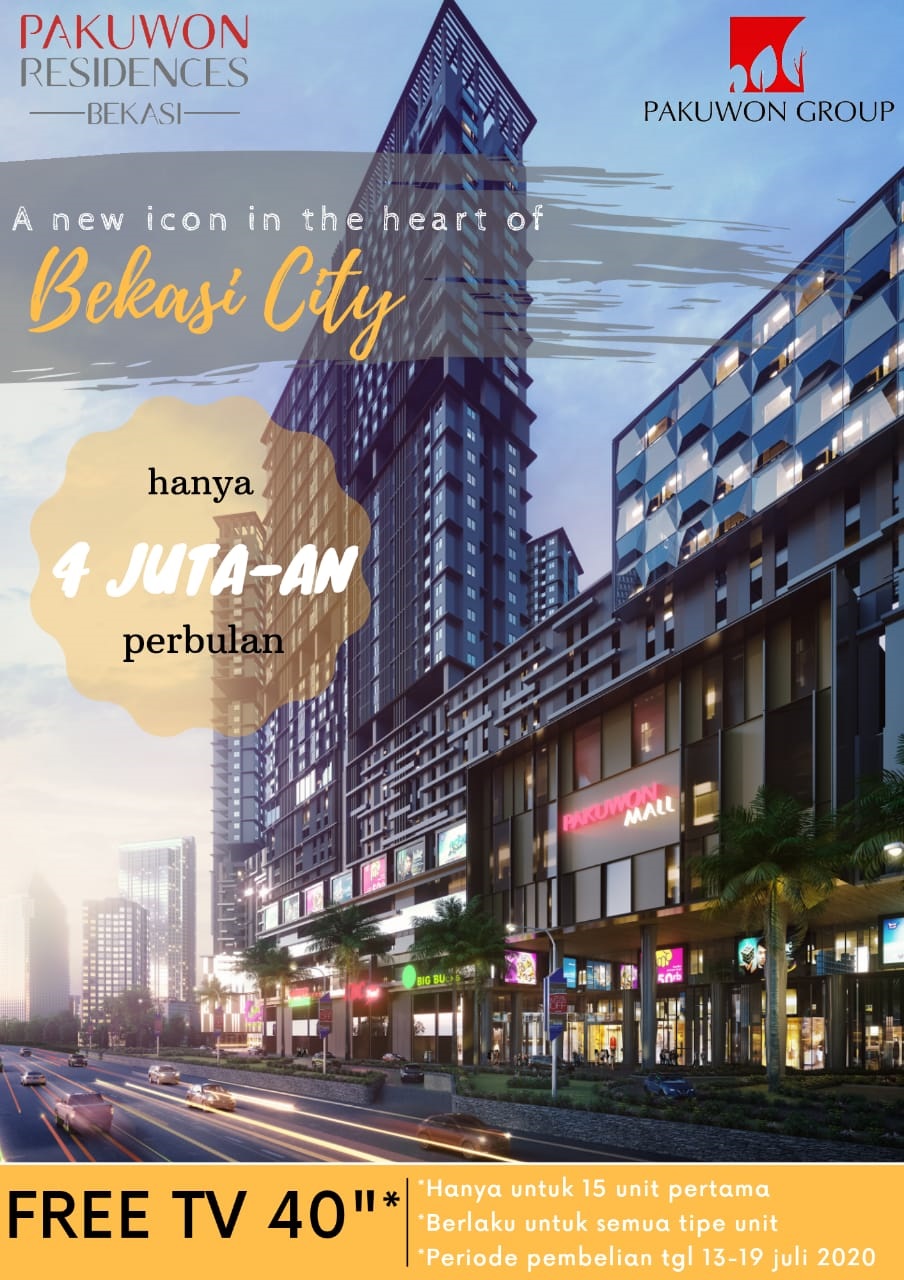 PAKUWON
RESIDENCES
BEKASI
PAKUWON GROUP
A new icon in the heart of
Bekasi City
hanya
4 JUTA-AN
perbulan
PAKUWON
MALL
FREE TV 40"*
*Hanya untuk 15 unit pertama
*Berlaku untuk semua tipe unit
*Periode pembelian tgl 13-19 juli 2020